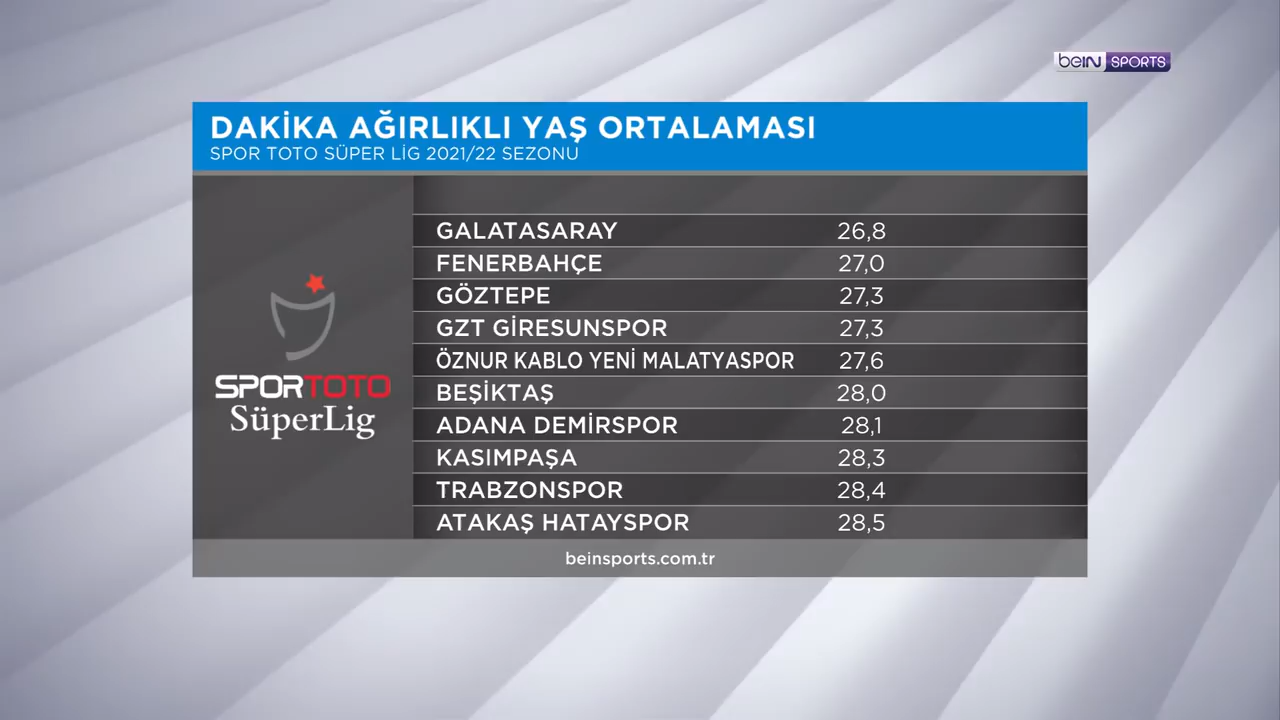 beIN SPORTS
DAKİKA AĞIRLIKLI YAŞ ORTALAMASI
SPOR TOTO SÜPER LİG 2021/22 SEZONU
GALATASARAY 26,8
FENERBAHÇE 27,0
GÖZTEPE 27,3
GZT GİRESUNSPOR 27,3
ÖZNUR KABLO YENİ MALATYASPOR 27,6
BEŞİKTAŞ 28,0
ADANA DEMİRSPOR 28,1
KASIMPAŞA 28,3
TRABZONSPOR 28,4
ATAKAŞ HATAYSPOR 28,5
SPORTOTO
SüperLig
beinsports.com.tr